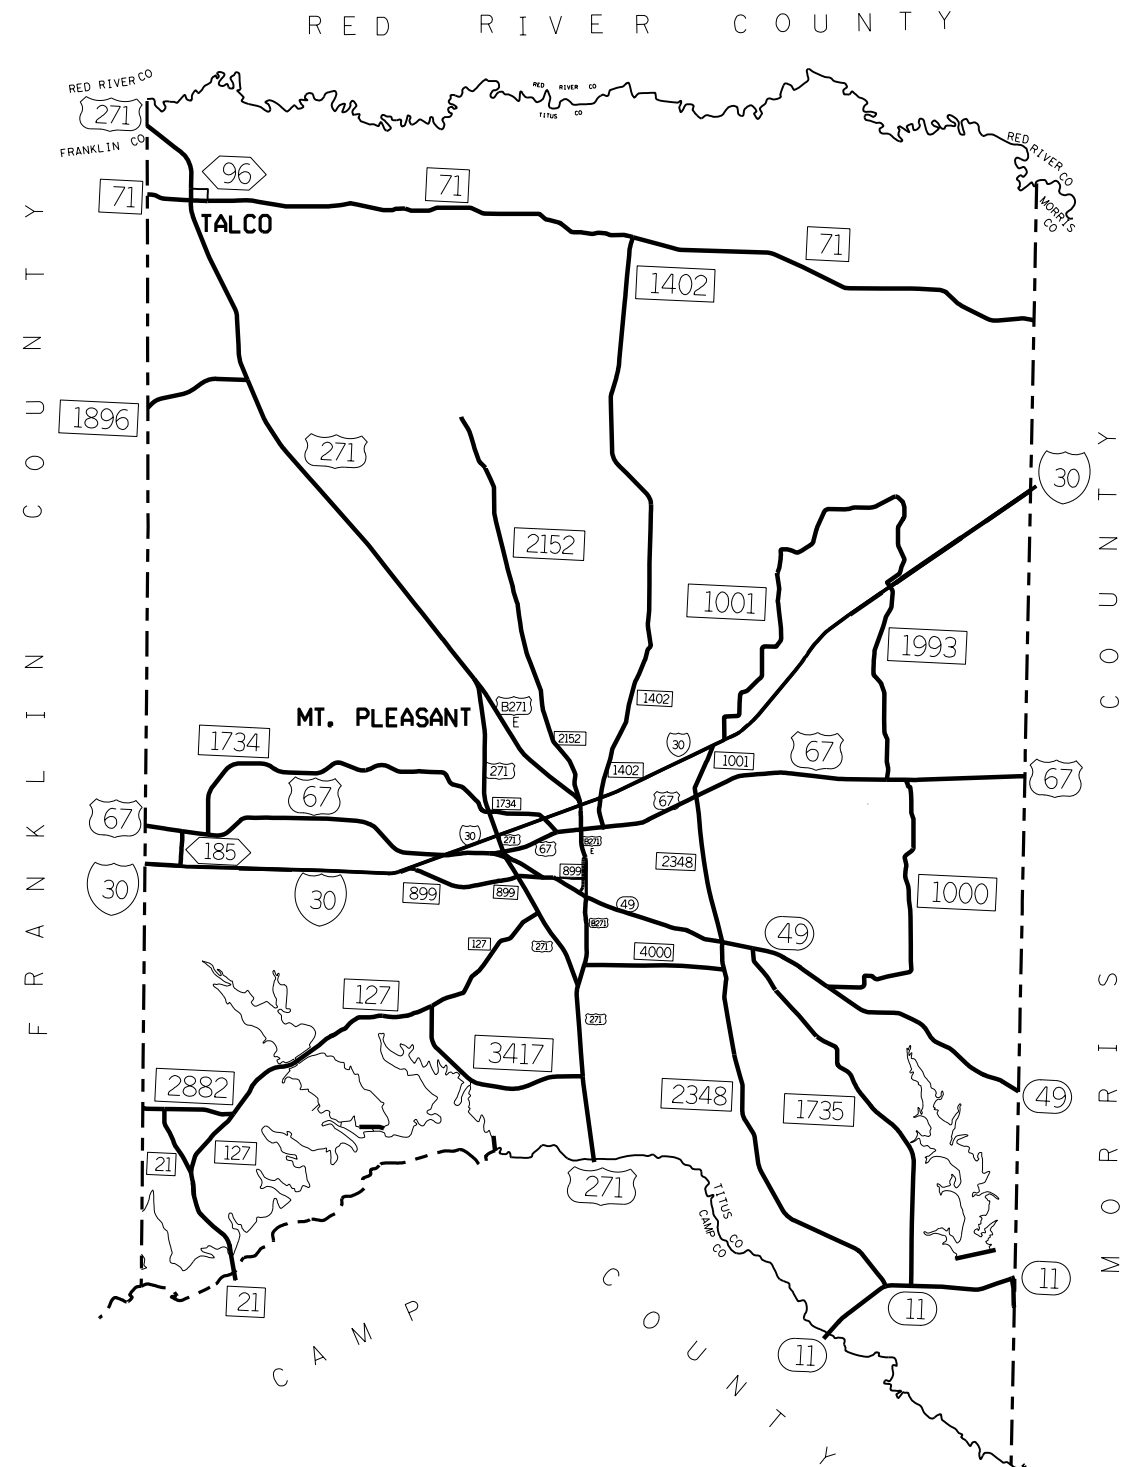 RED RIVER COUNTY
RED RIVER CO
RED RIVER CO
TITUS CO
271
FRANKLIN CO
RED RIVER CO
96
71
71
MORRIS CO
TALCO
71
1402
FRANKLIN COUNTY
1896
271
MORRIS COUNTY
30
2152
1001
1993
1402
B271
E
MT. PLEASANT
2152
1734
30
67
1001
271
1402
67
67
67
1734
67
30
271
67
B271
E
185
2348
899
30
30
899
899
1000
49
B271
49
127
271
4000
127
271
3417
2882
2348
1735
49
127
21
271
TITUS CO
CAMP CO
11
21
11
11
CAMP COUNTY